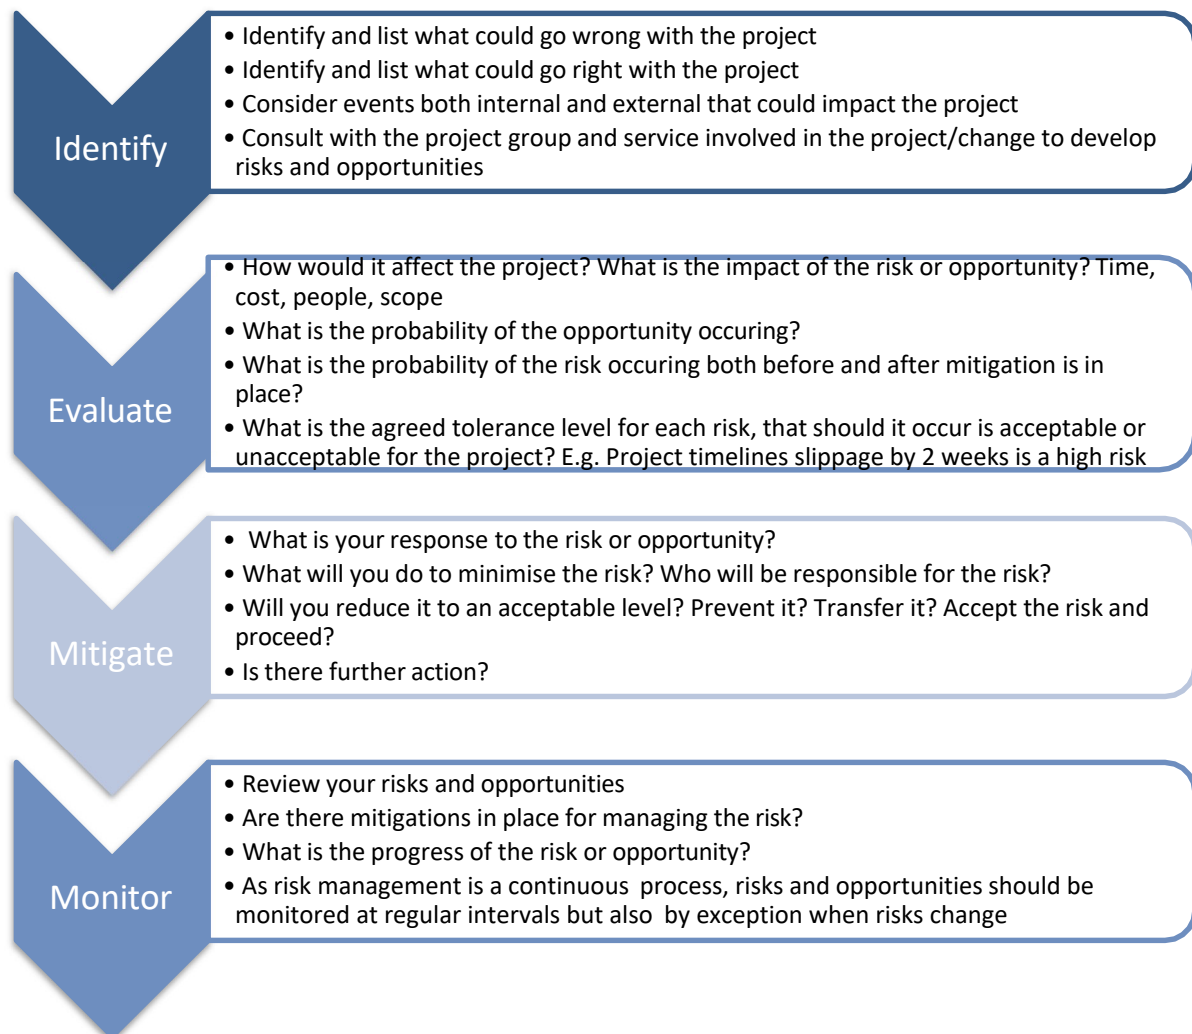 Identify
• Identify and list what could go wrong with the project
• Identify and list what could go right with the project
• Consider events both internal and external that could impact the project
• Consult with the project group and service involved in the project/change to develop
risks and opportunities
Evaluate
• How would it affect the project? What is the impact of the risk or opportunity? Time,
cost, people, scope
• What is the probability of the opportunity occuring?
• What is the probability of the risk occuring both before and after mitigation is in
place?
• What is the agreed tolerance level for each risk, that should it occur is acceptable or
unacceptable for the project? E.g. Project timelines slippage by 2 weeks is a high risk
Mitigate
• What is your response to the risk or opportunity?
• What will you do to minimise the risk? Who will be responsible for the risk?
• Will you reduce it to an acceptable level? Prevent it? Transfer it? Accept the risk and
proceed?
• Is there further action?
Monitor
• Review your risks and opportunities
• Are there mitigations in place for managing the risk?
• What is the progress of the risk or opportunity?
• As risk management is a continuous process, risks and opportunities should be
monitored at regular intervals but also by exception when risks change